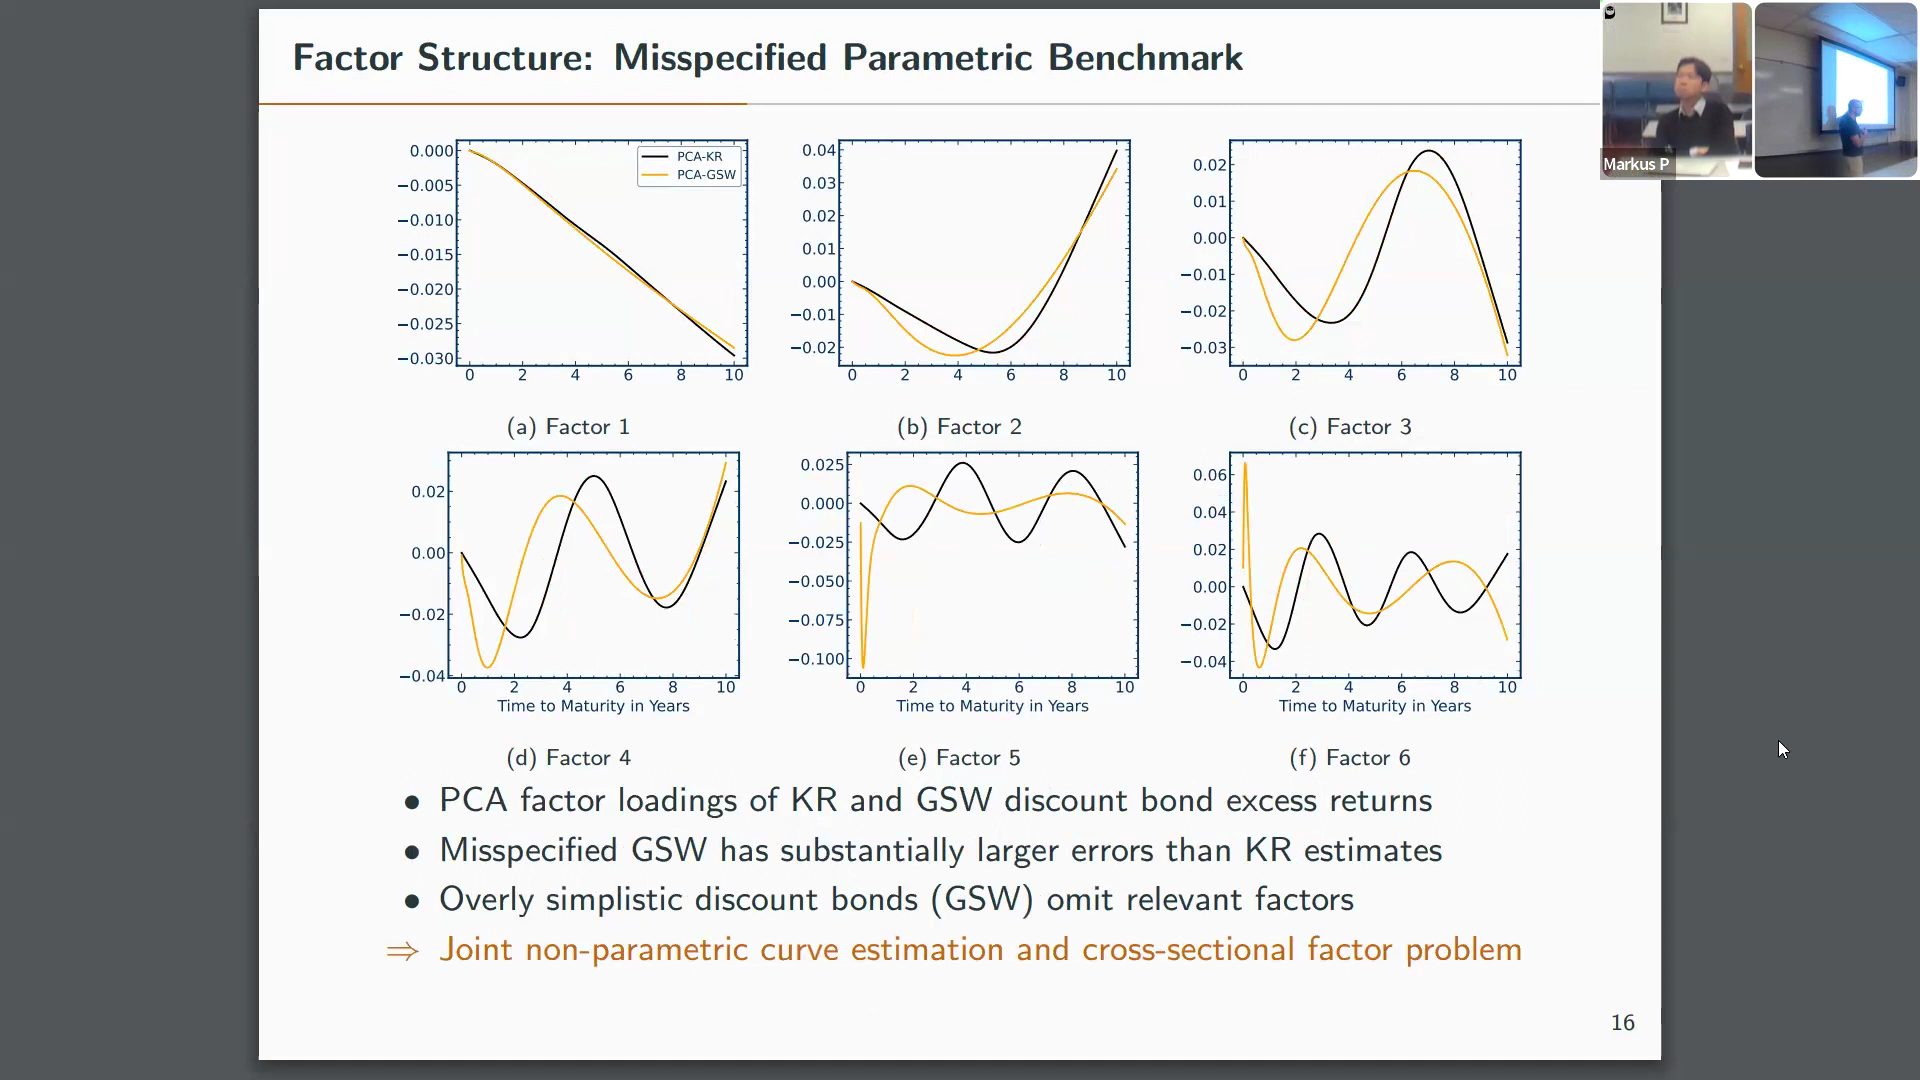 Factor Structure: Misspecified Parametric Benchmark
Markus P
0.000
−0.005
−0.010
−0.015
−0.020
−0.025
−0.030
PCA-KR
PCA-GSW
0 2 4 6 8 10
(a) Factor 1
0.04
0.03
0.02
0.01
0.00
−0.01
−0.02
0 2 4 6 8 10
(b) Factor 2
0.02
0.01
0.00
−0.01
−0.02
−0.03
0 2 4 6 8 10
(c) Factor 3
0.02
0.00
−0.02
−0.04
0 2 4 6 8 10
Time to Maturity in Years
(d) Factor 4
0.025
0.000
−0.025
−0.050
−0.075
−0.100
0 2 4 6 8 10
Time to Maturity in Years
(e) Factor 5
0.06
0.04
0.02
0.00
−0.02
−0.04
0 2 4 6 8 10
Time to Maturity in Years
(f) Factor 6
• PCA factor loadings of KR and GSW discount bond excess returns
• Misspecified GSW has substantially larger errors than KR estimates
• Overly simplistic discount bonds (GSW) omit relevant factors
⇒ Joint non-parametric curve estimation and cross-sectional factor problem
16